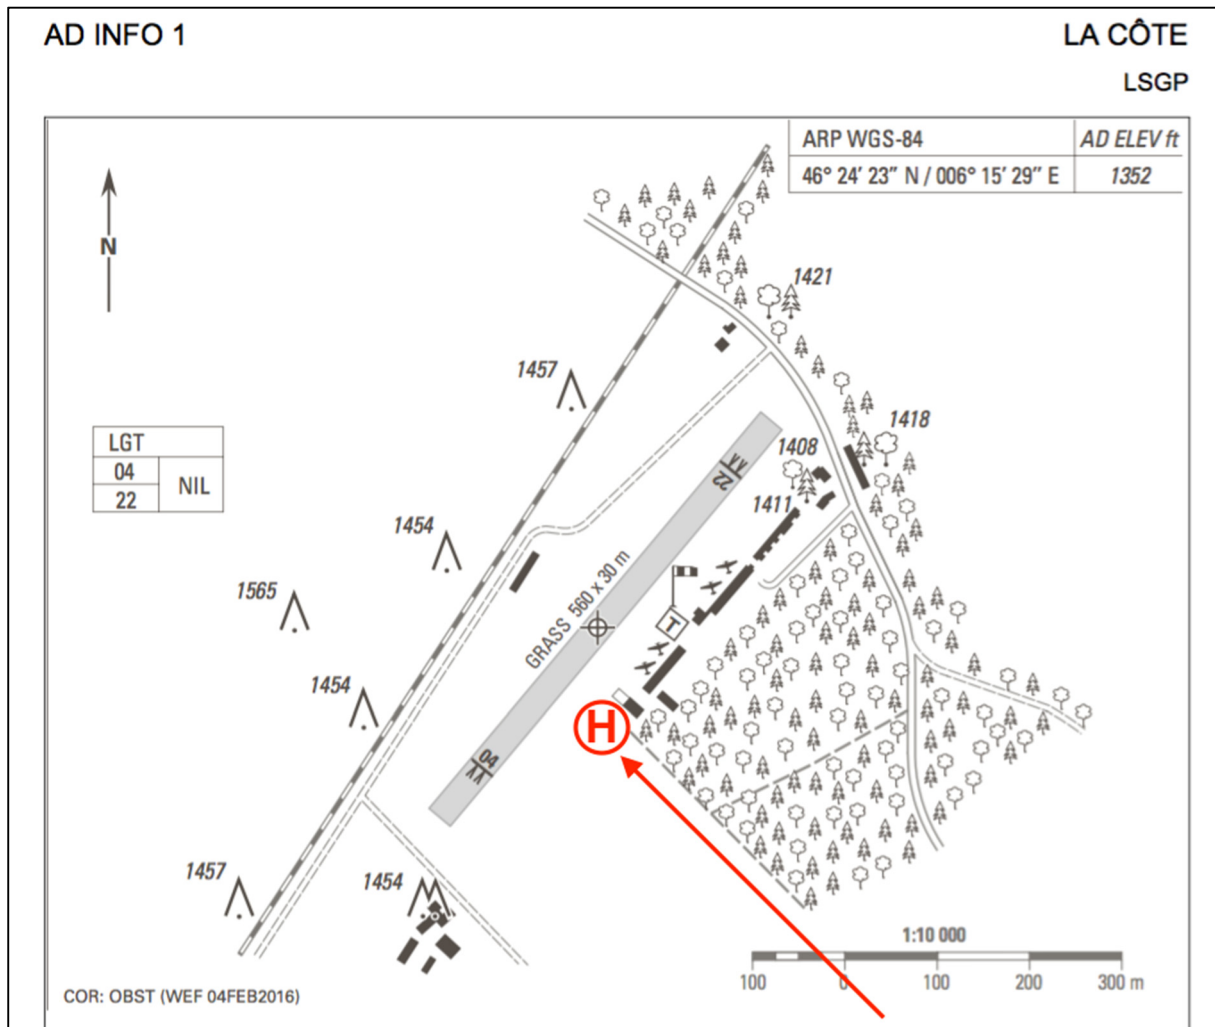 AD INFO 1
LA CÔTE
LSGP
ARP WGS-84
AD ELEV ft
46° 24' 23" N / 006° 15' 29" E
1352
N
1421
1457
1418
LGT
04
22
NIL
1408
22
1411
1454
1565
GRASS 560 x 30 m
T
1454
H
04
1457
1454
1:10 000
100 0 100 200 300 m
COR: OBST (WEF 04FEB2016)